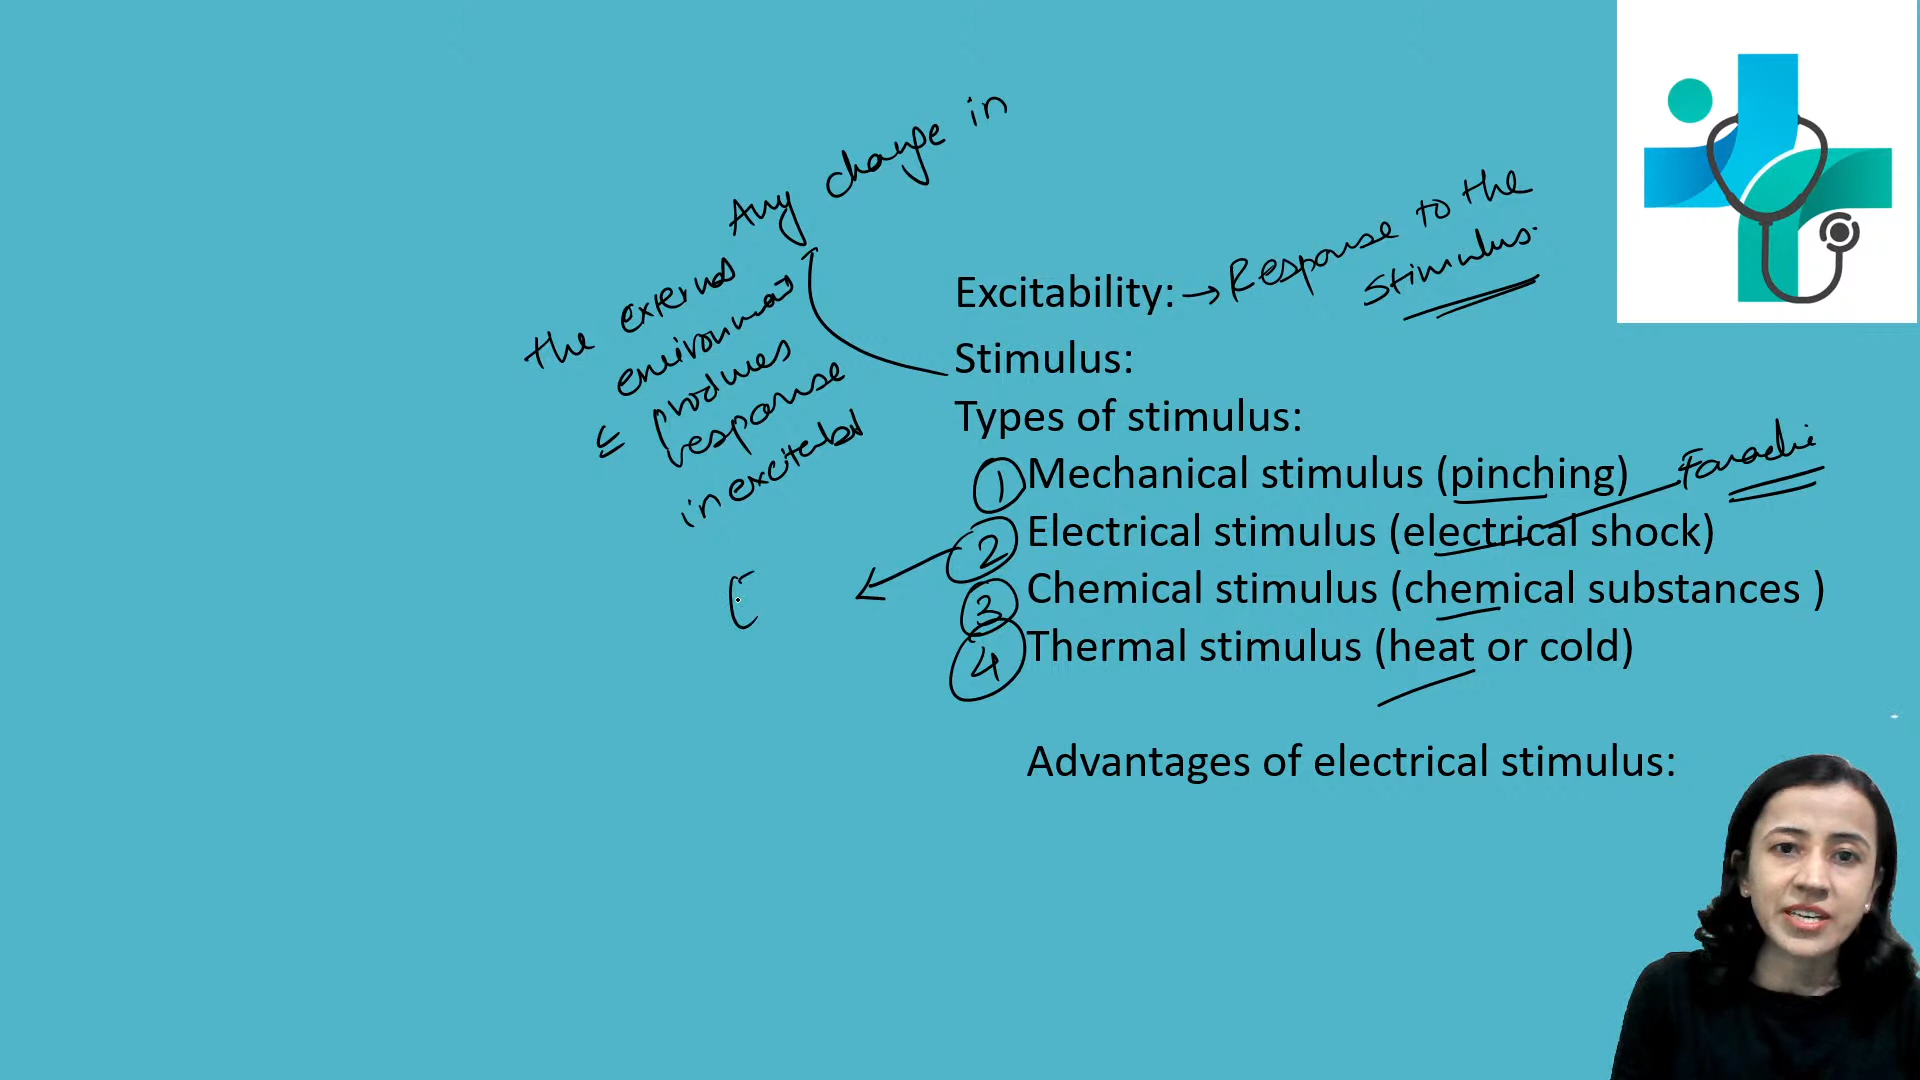 Any change in
the external
environment
produces
response
in excitabl
Excitability: → Response to the
Stimulus.
Stimulus:
Types of stimulus:
1 Mechanical stimulus (pinching)
Faradic
2 Electrical stimulus (electrical shock)
3 Chemical stimulus (chemical substances )
4 Thermal stimulus (heat or cold)
Advantages of electrical stimulus: